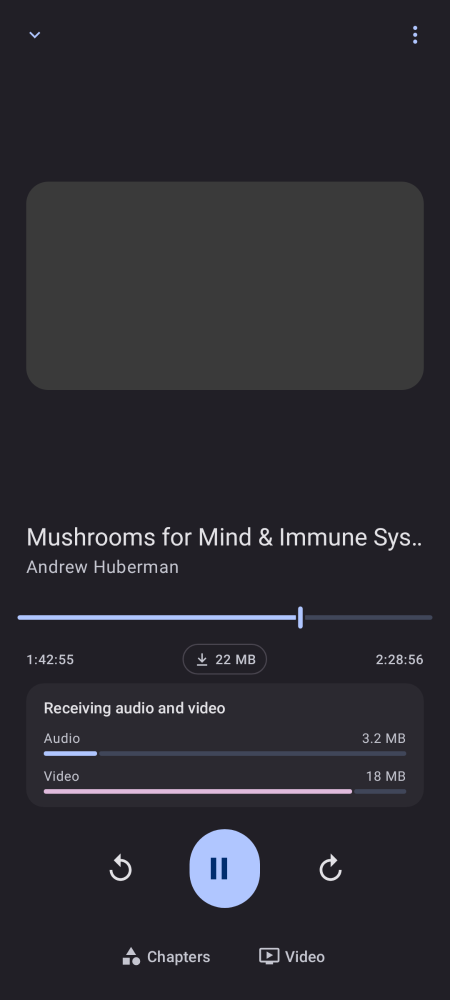 Mushrooms for Mind & Immune Sys..
Andrew Huberman
1:42:55 22 MB 2:28:56
Receiving audio and video
Audio 3.2 MB
Video 18 MB
Chapters Video